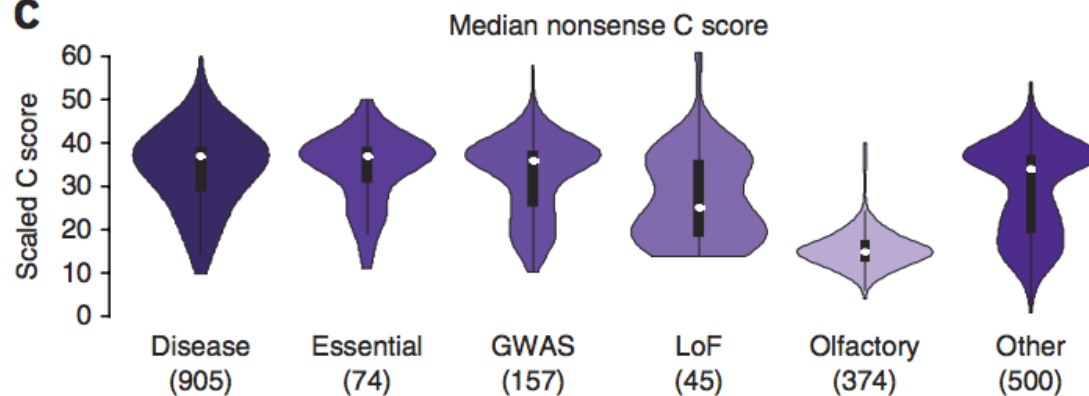 C
Median nonsense C score
Scaled C score
60
50
40
30
20
10
0
Disease Essential GWAS LoF Olfactory Other
(905) (74) (157) (45) (374) (500)